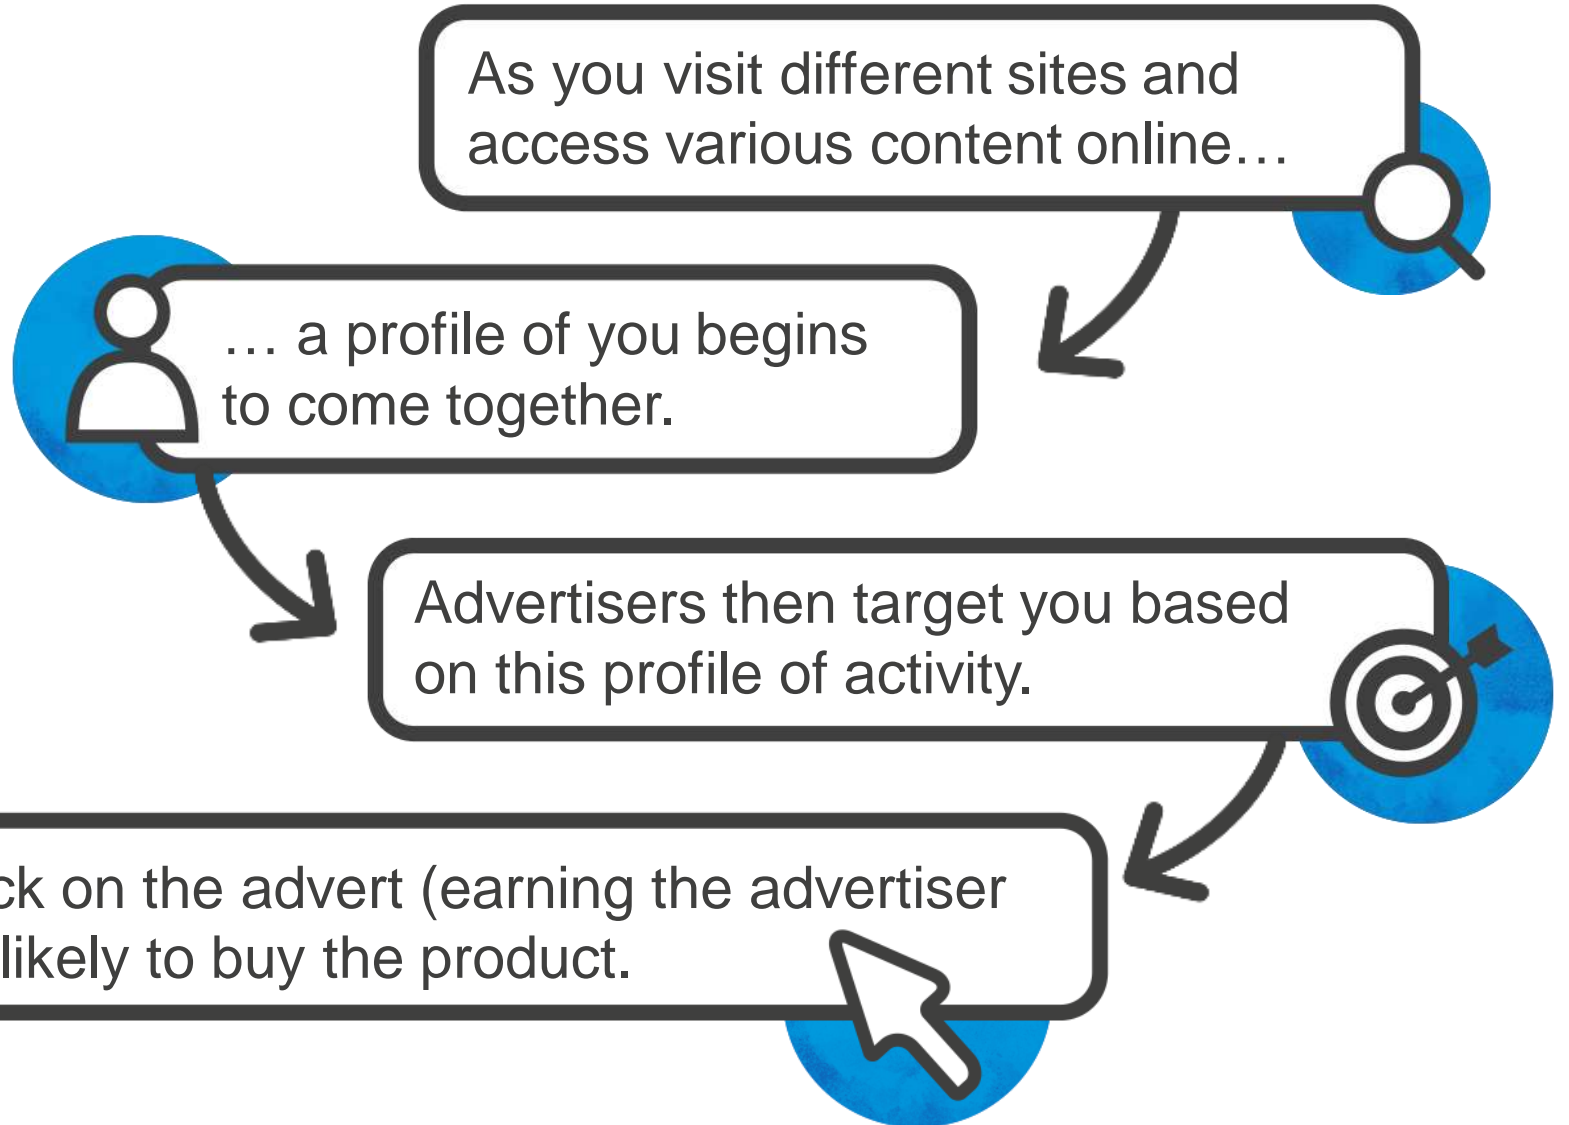 As you visit different sites and
access various content online…
… a profile of you begins
to come together.
Advertisers then target you based
on this profile of activity.
ck on the advert (earning the advertiser
likely to buy the product.